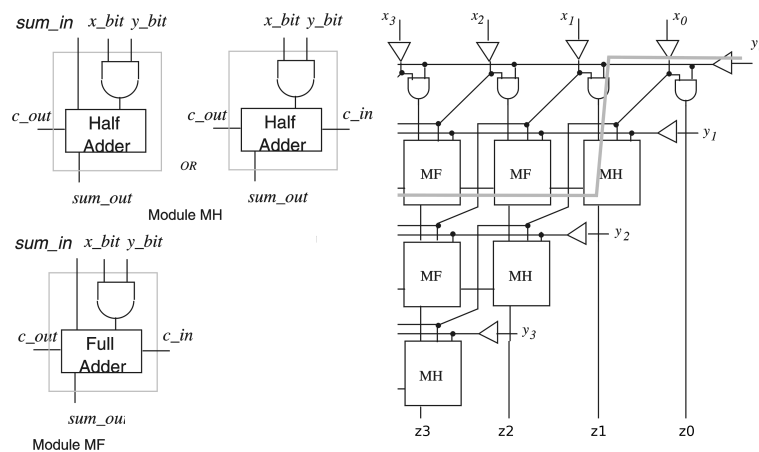 sum_in x_bit y_bit
c_out
Half
Adder
sum_out
OR
x_bit y_bit
c_out
Half
Adder
c_in
sum_out
Module MH
sum_in x_bit y_bit
c_out
Full
Adder
c_in
sum_out
Module MF
x3 x2 x1 x0
y
y1
MF MF MH
y2
MF MH
y3
MH
z3 z2 z1 z0